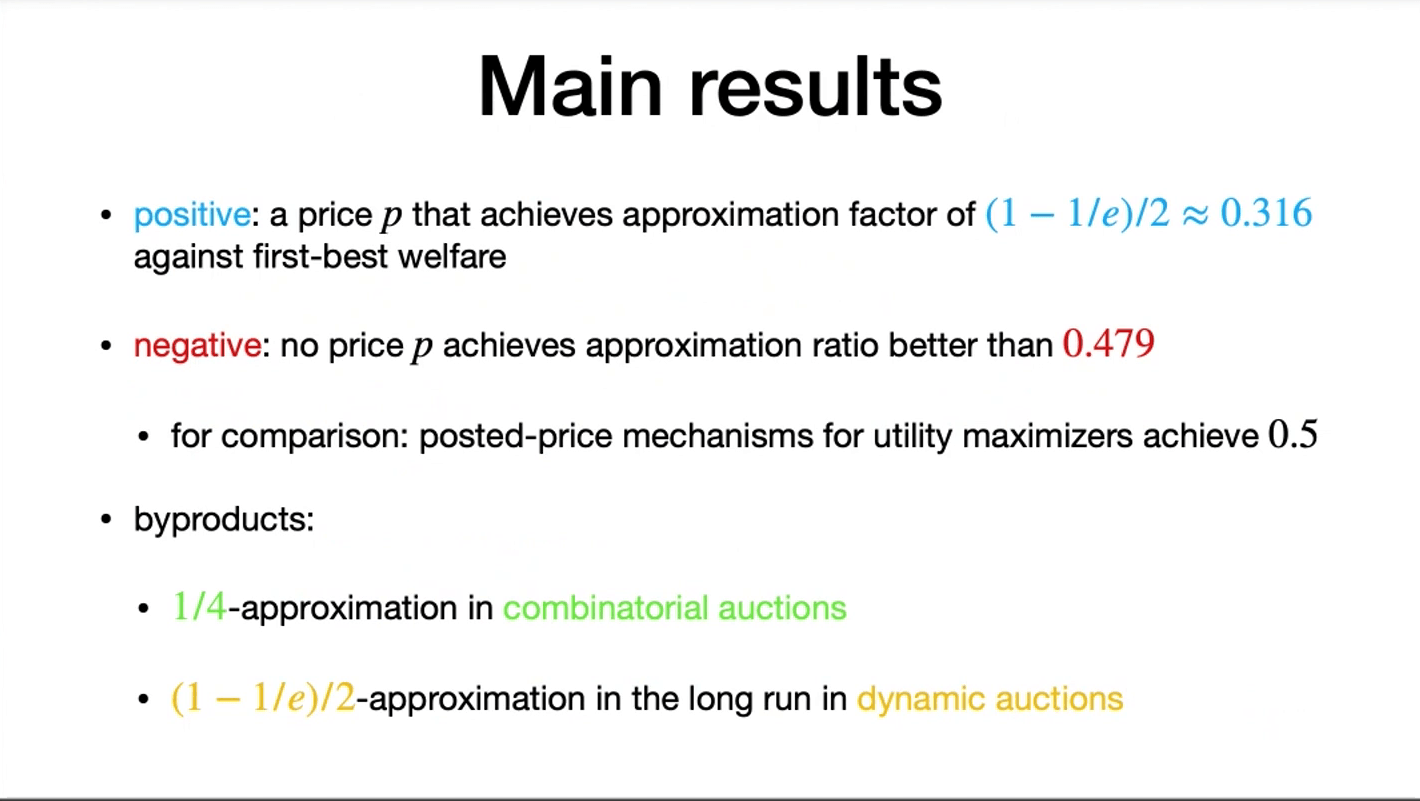 Main results
• positive: a price p that achieves approximation factor of (1 − 1/e)/2 ≈ 0.316
against first-best welfare
• negative: no price p achieves approximation ratio better than 0.479
• for comparison: posted-price mechanisms for utility maximizers achieve 0.5
• byproducts:
• 1/4-approximation in combinatorial auctions
• (1 − 1/e)/2-approximation in the long run in dynamic auctions